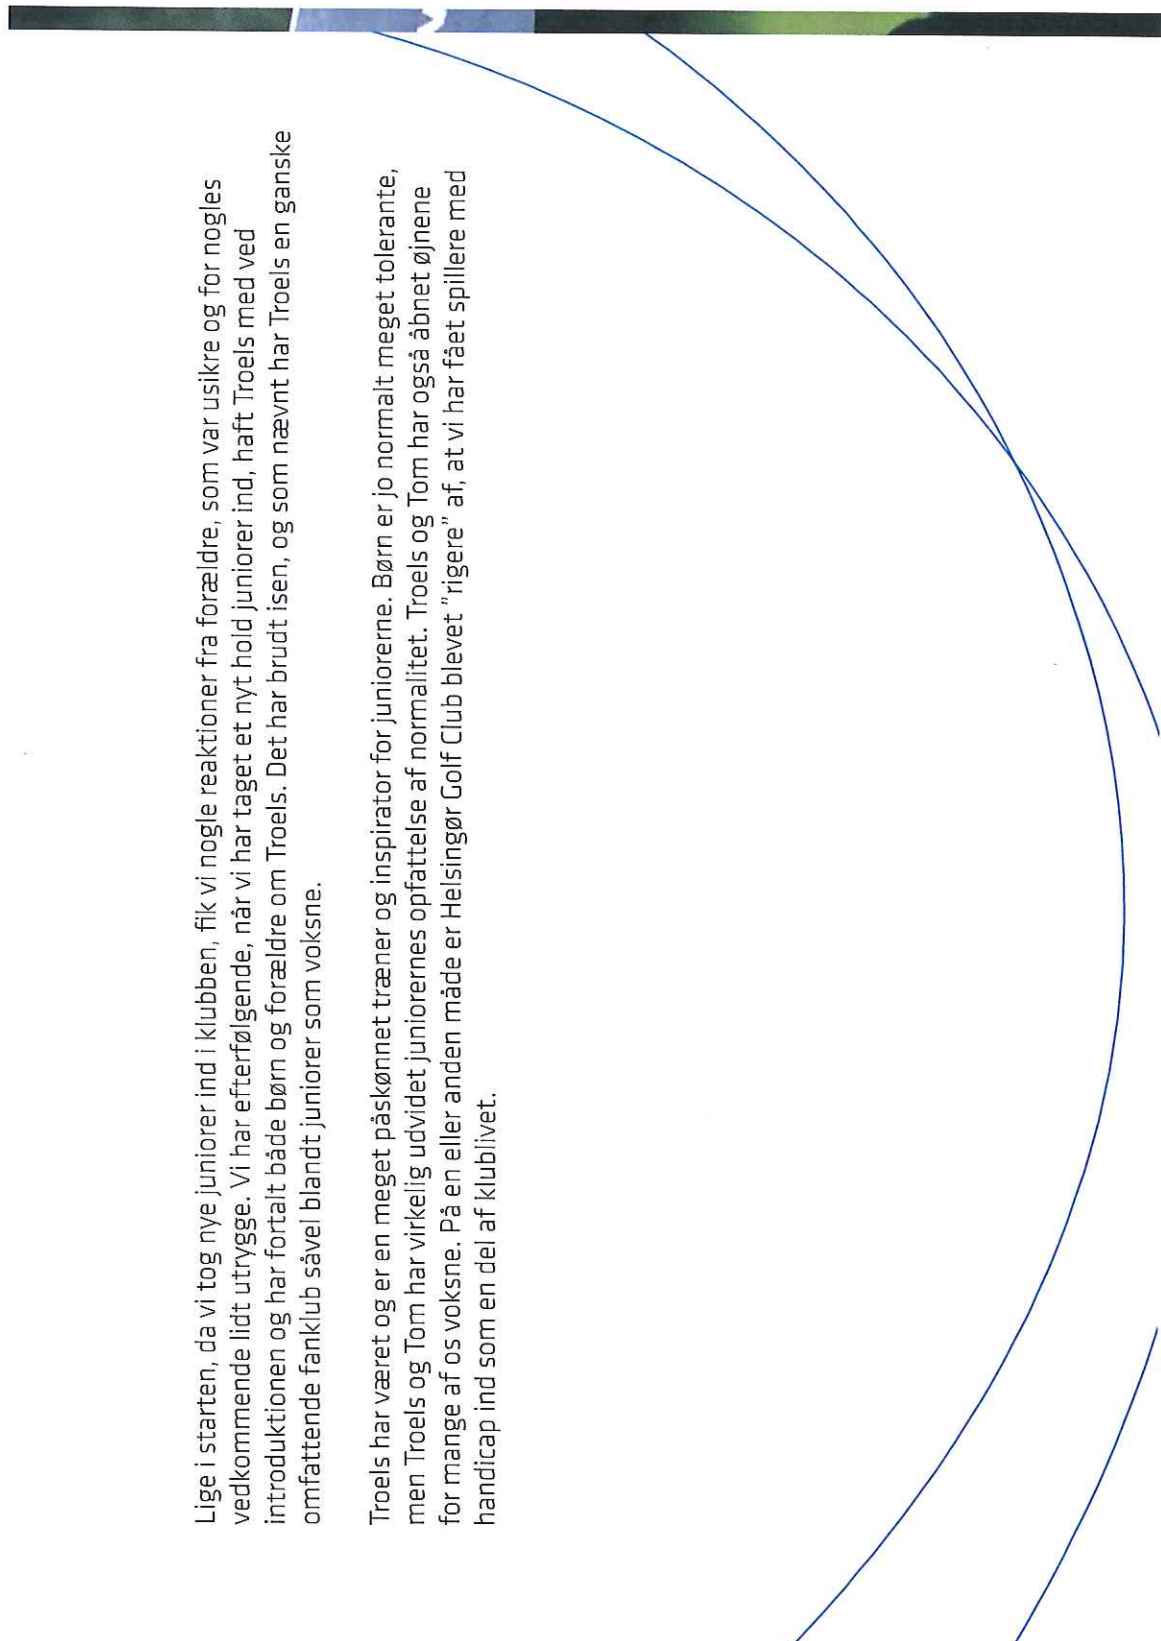 Lige i starten, da vi tog nye juniorer ind i klubben, fik vi nogle reaktioner fra forældre, som var usikre og for nogles
vedkommende lidt utrygge. Vi har efterfølgende, når vi har taget et nyt hold juniorer ind, haft Troels med ved
introduktionen og har fortalt både børn og forældre om Troels. Det har brudt isen, og som nævnt har Troels en ganske
omfattende fanklub såvel blandt juniorer som voksne.
Troels har været og er en meget påskønnet træner og inspirator for juniorerne. Børn er jo normalt meget tolerante,
men Troels og Tom har virkelig udvidet juniorernes opfattelse af normalitet. Troels og Tom har også åbnet øjnene
for mange af os voksne. På en eller anden måde er Helsingør Golf Club blevet "rigere" af, at vi har fået spillere med
handicap ind som en del af klublivet.